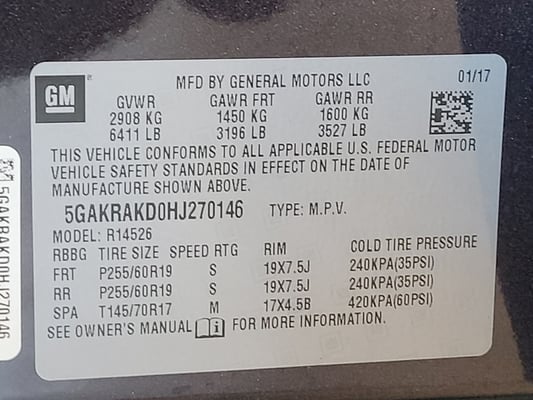 GM
MFD BY GENERAL MOTORS LLC 01/17
GVWR GAWR FRT GAWR RR
2908 KG 1450 KG 1600 KG
6411 LB 3196 LB 3527 LB
THIS VEHICLE CONFORMS TO ALL APPLICABLE U.S. FEDERAL MOTOR
VEHICLE SAFETY STANDARDS IN EFFECT ON THE DATE OF
MANUFACTURE SHOWN ABOVE.
5GAKRAKD0HJ270146 TYPE: M.P.V.
MODEL: R14526
RBBG TIRE SIZE SPEED RTG RIM COLD TIRE PRESSURE
FRT P255/60R19 S 19X7.5J 240KPA(35PSI)
RR P255/60R19 S 19X7.5J 240KPA(35PSI)
SPA T145/70R17 M 17X4.5B 420KPA(60PSI)
SEE OWNER'S MANUAL FOR MORE INFORMATION.
5GAKRAKD0HJ270146